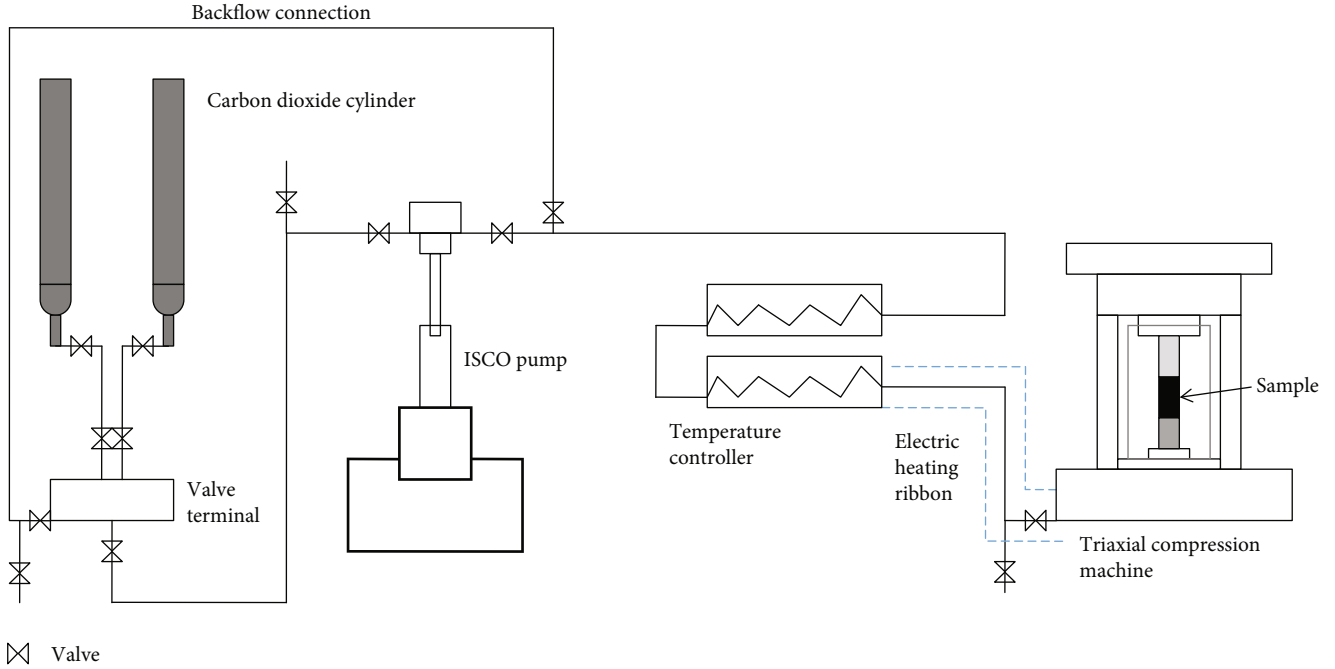 Backflow connection
Carbon dioxide cylinder
ISCO pump
Sample
Temperature
controller
Electric
heating
ribbon
Valve
terminal
Triaxial compression
machine
Valve